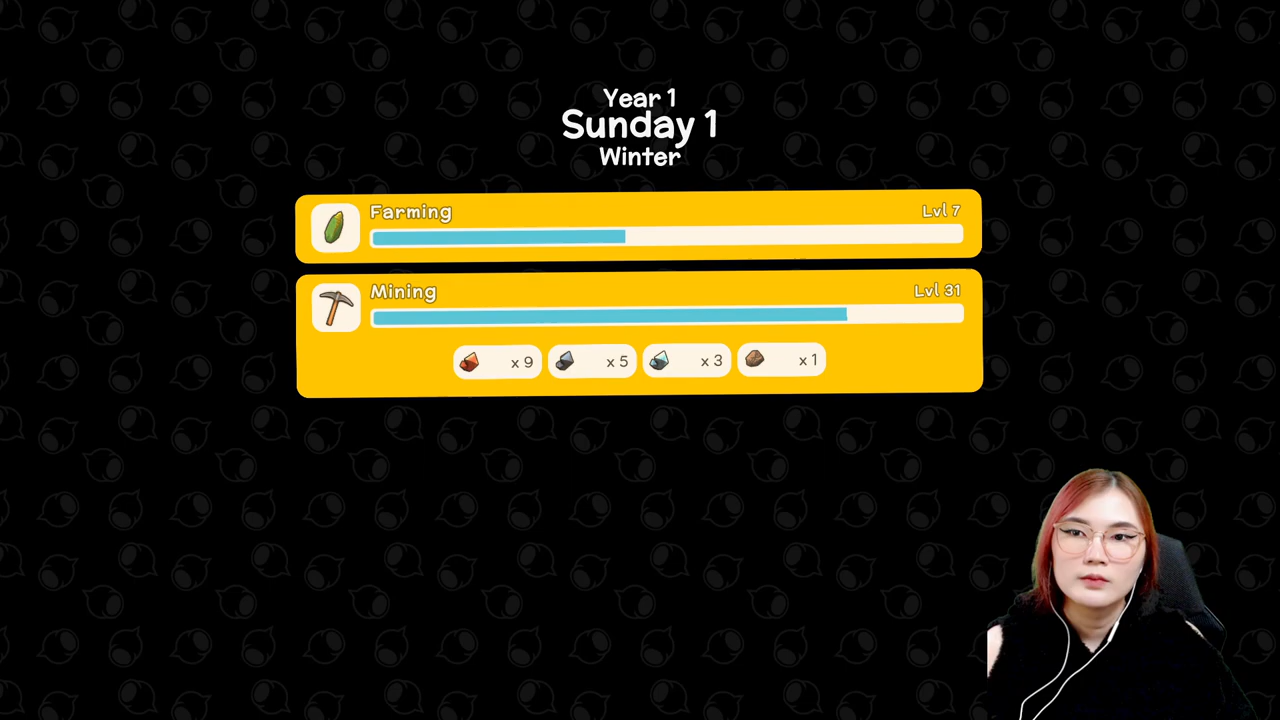 Year 1
Sunday 1
Winter
Farming
Lvl 7
Mining
Lvl 31
x 9
x 5
x 3
x 1